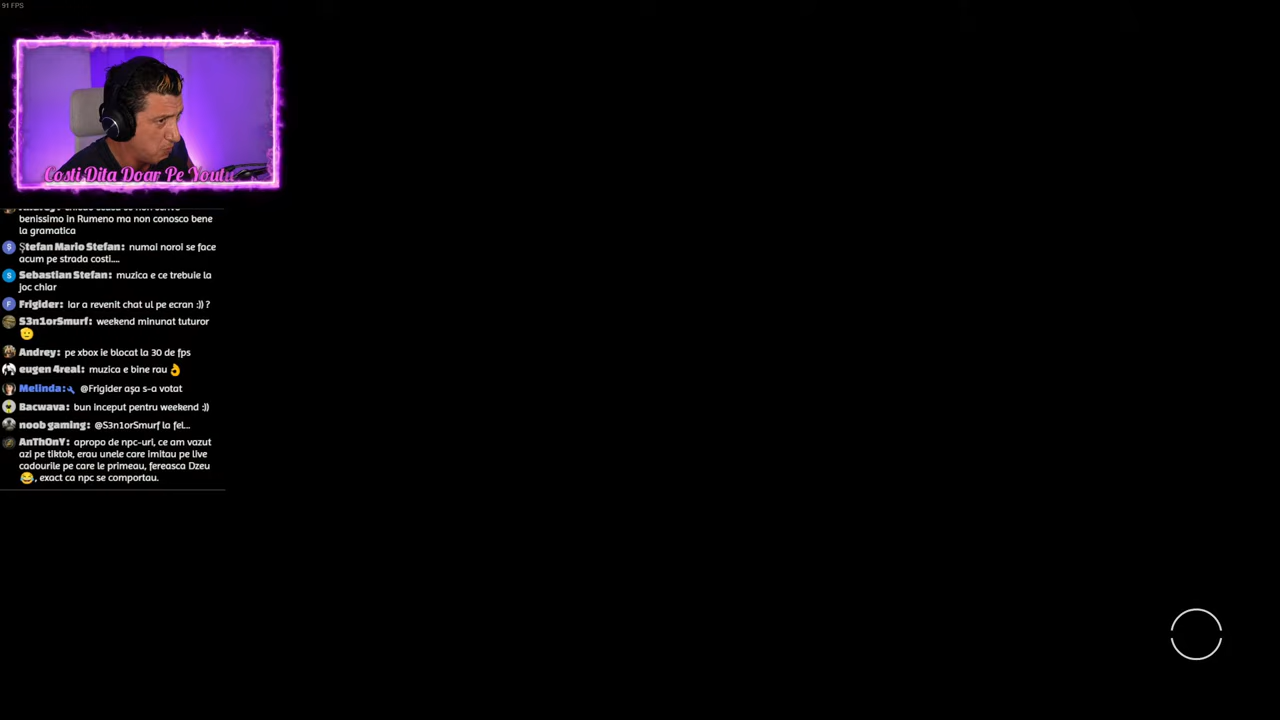 91 FPS
Costi Dita Doar Pe Youtu
benissimo in Rumeno ma non conosco bene
la gramatica
Ștefan Mario Stefan: numai noroi se face
acum pe strada costi....
Sebastian Stefan: muzica e ce trebuie la
joc chiar
Frigider: Iar a revenit chat ul pe ecran :)) ?
S3n1orSmurf: weekend minunat tuturor
🫡
Andrey: pe xbox ie blocat la 30 de fps
eugen 4real: muzica e bine rau 👌
Melinda: @Frigider așa s-a votat
Bacwava: bun inceput pentru weekend :))
noob gaming: @S3n1orSmurf la fel...
AnThOnY: apropo de npc-uri, ce am vazut
azi pe tiktok, erau unele care imitau pe live
cadourile pe care le primeau, fereasca Dzeu
😂, exact ca npc se comportau.